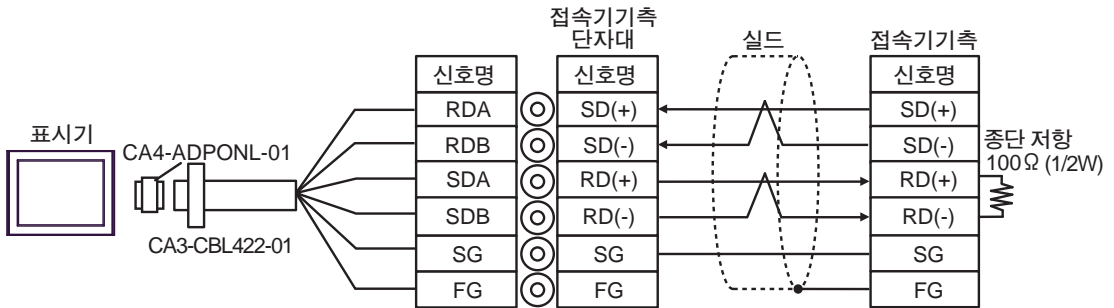 접속기기측
단자대
실드
접속기기측
신호명
신호명
신호명
RDA
SD(+)
SD(+)
표시기
RDB
SD(-)
SD(-)
종단 저항
100Ω (1/2W)
CA4-ADPONL-01
SDA
RD(+)
RD(+)
SDB
RD(-)
RD(-)
CA3-CBL422-01
SG
SG
SG
FG
FG
FG